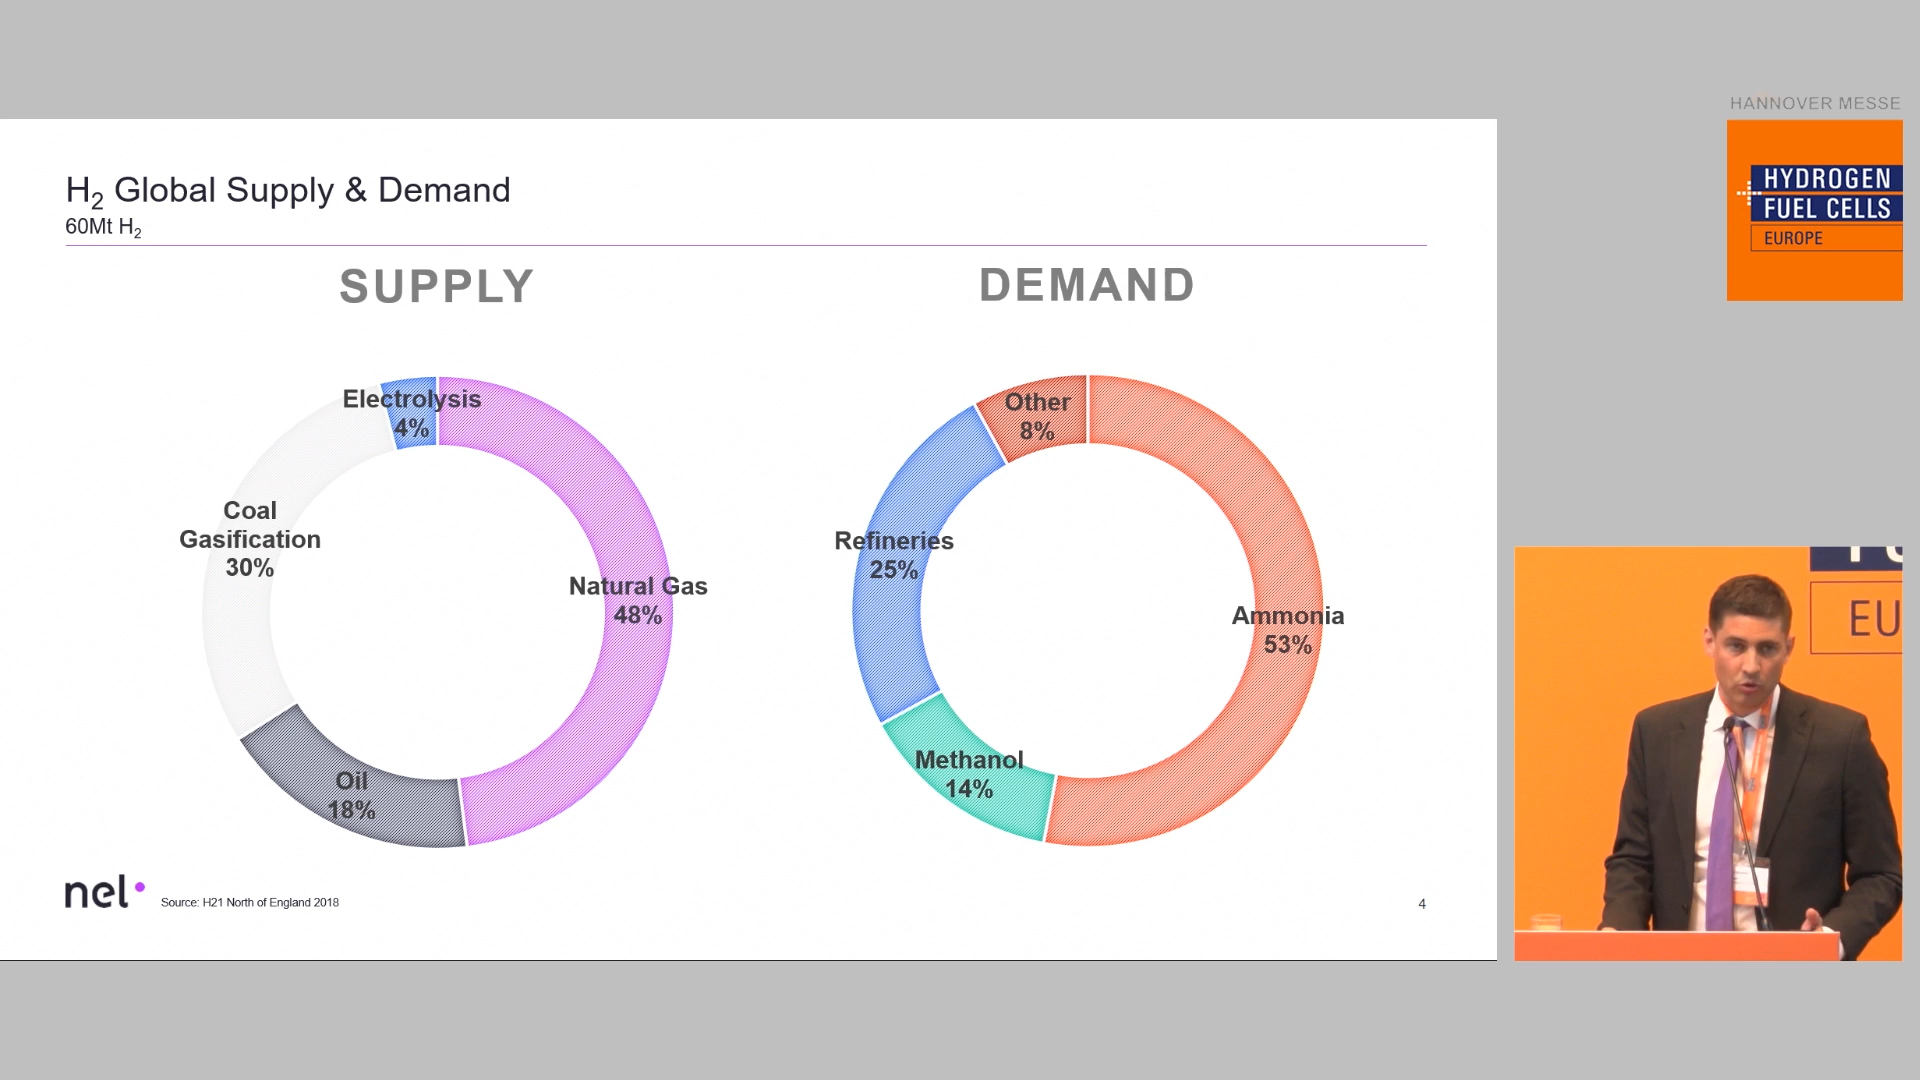 HANNOVER MESSE
HYDROGEN
FUEL CELLS
EUROPE
H₂ Global Supply & Demand
60Mt H₂
SUPPLY
DEMAND
Electrolysis
4%
Coal
Gasification
30%
Natural Gas
48%
Oil
18%
Other
8%
Refineries
25%
Ammonia
53%
Methanol
14%
nel
Source: H21 North of England 2018
4
EU